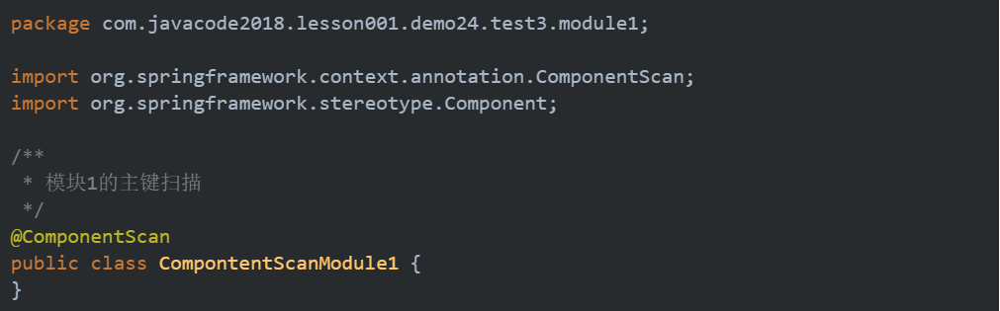 package com.javacode2018.lesson001.demo24.test3.module1;
import org.springframework.context.annotation.ComponentScan;
import org.springframework.stereotype.Component;
/**
 * 模块1的主键扫描
 */
@ComponentScan
public class CompontentScanModule1 {
}